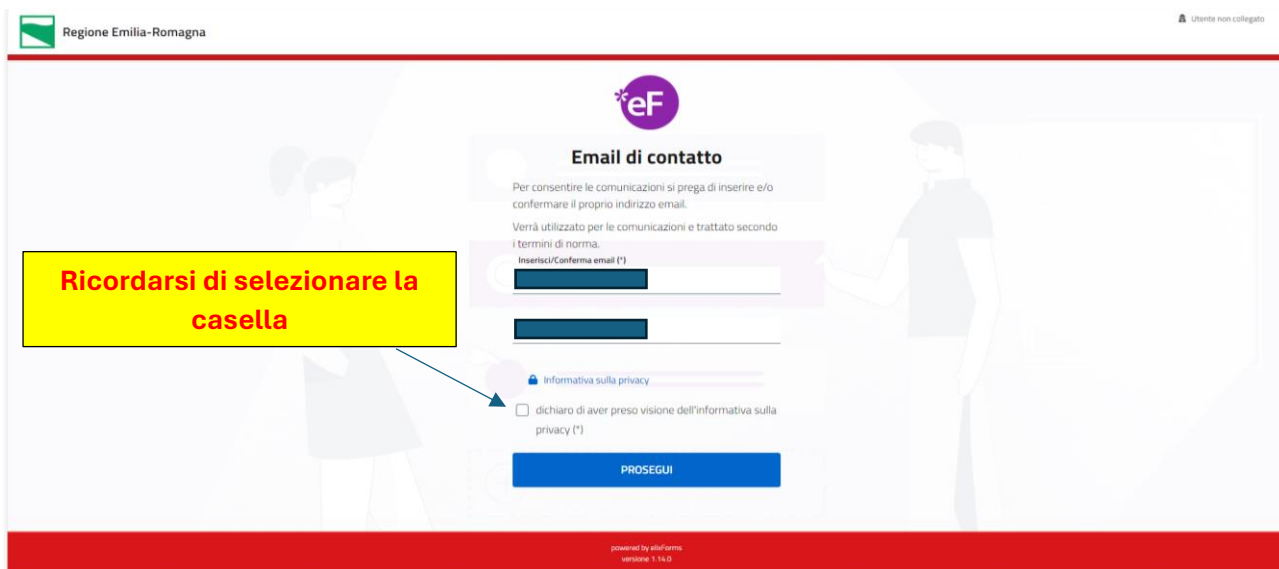 Regione Emilia-Romagna
Utente non collegato
*eF
Email di contatto
Per consentire le comunicazioni si prega di inserire e/o
confermare il proprio indirizzo email.
Verrà utilizzato per le comunicazioni e trattato secondo
i termini di norma.
Inserisci/Conferma email (*)
Ricordarsi di selezionare la
casella
Informativa sulla privacy
dichiaro di aver preso visione dell'informativa sulla
privacy (*)
PROSEGUI
powered by elixForms
versione 1.14.0